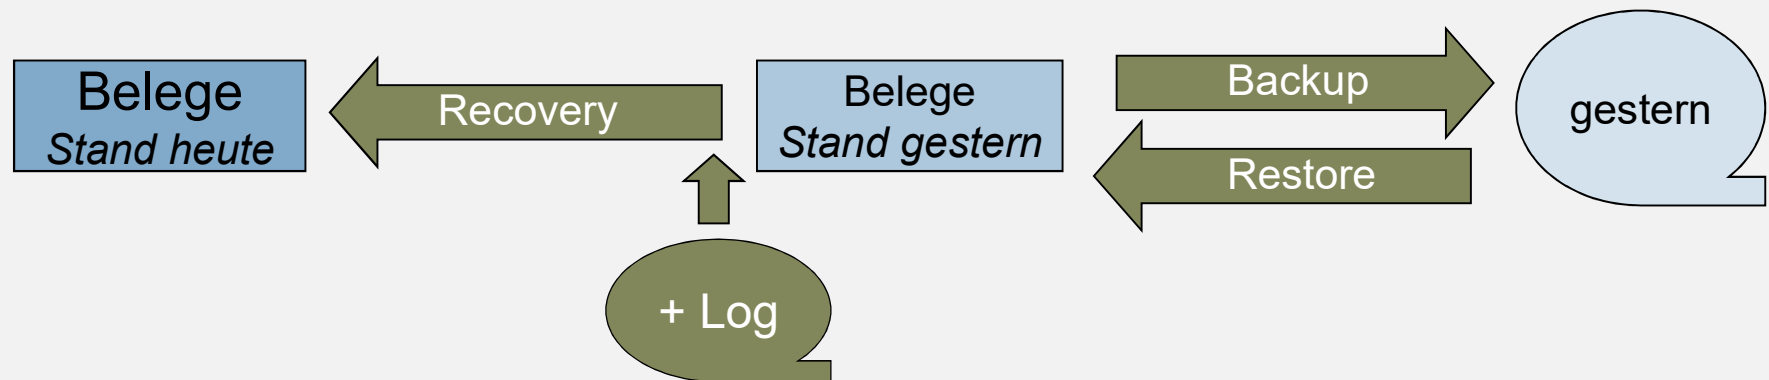 Belege
Stand heute
Recovery
Belege
Stand gestern
Backup
Restore
gestern
+ Log